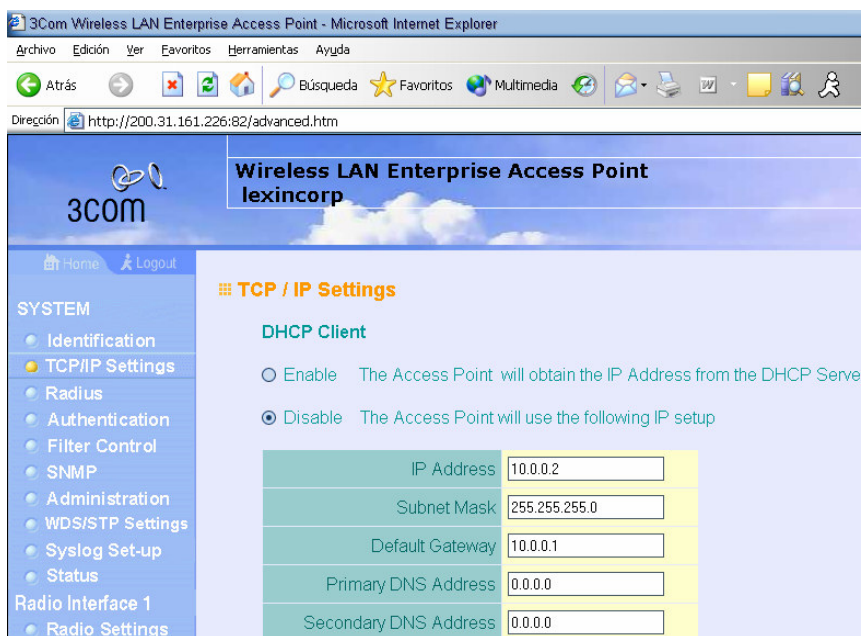 3Com Wireless LAN Enterprise Access Point - Microsoft Internet Explorer
Archivo Edición Ver Favoritos Herramientas Ayuda
Atrás Búsqueda Favoritos Multimedia W
Dirección http://200.31.161.226:82/advanced.htm
3COM
Wireless LAN Enterprise Access Point
lexincorp
Home Logout
TCP / IP Settings
SYSTEM
Identification
TCP/IP Settings
Radius
Authentication
Filter Control
SNMP
Administration
WDS/STP Settings
Syslog Set-up
Status
Radio Interface 1
Radio Settings
DHCP Client
Enable The Access Point will obtain the IP Address from the DHCP Serve
Disable The Access Point will use the following IP setup
IP Address 10.0.0.2
Subnet Mask 255.255.255.0
Default Gateway 10.0.0.1
Primary DNS Address 0.0.0.0
Secondary DNS Address 0.0.0.0